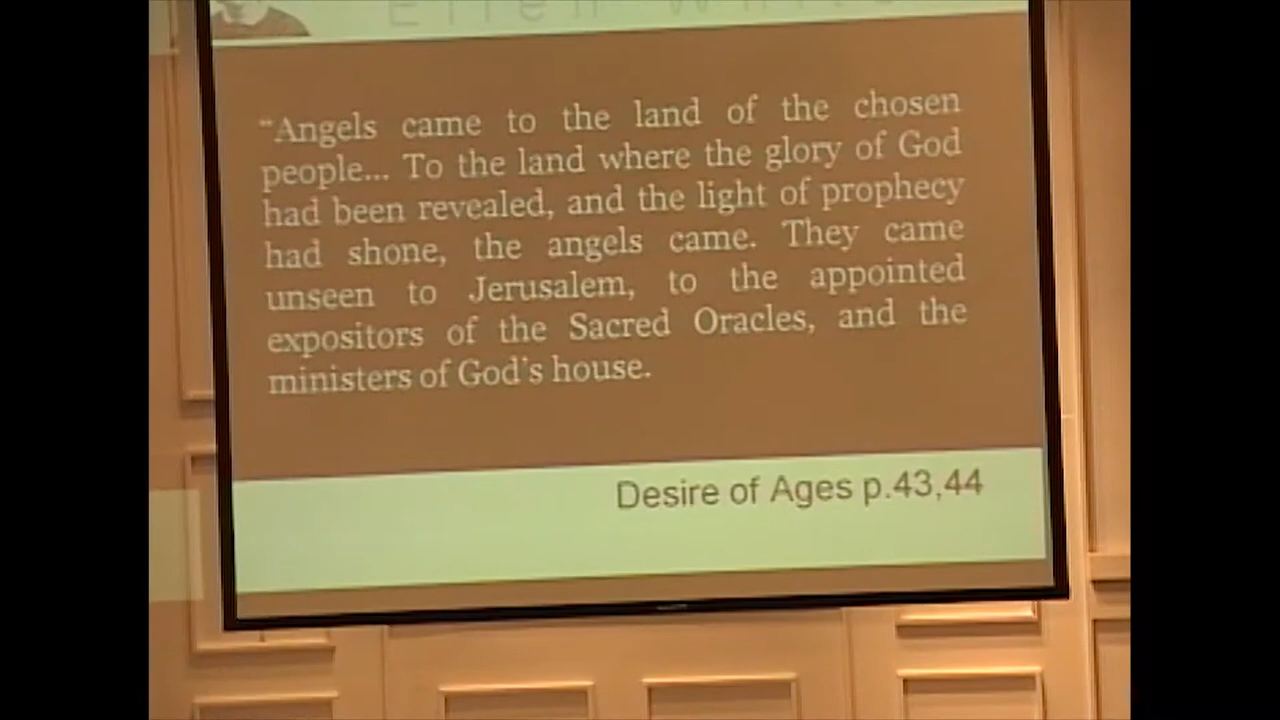 Ellen White
“Angels came to the land of the chosen
people... To the land where the glory of God
had been revealed, and the light of prophecy
had shone, the angels came. They came
unseen to Jerusalem, to the appointed
expositors of the Sacred Oracles, and the
ministers of God's house.
Desire of Ages p.43,44